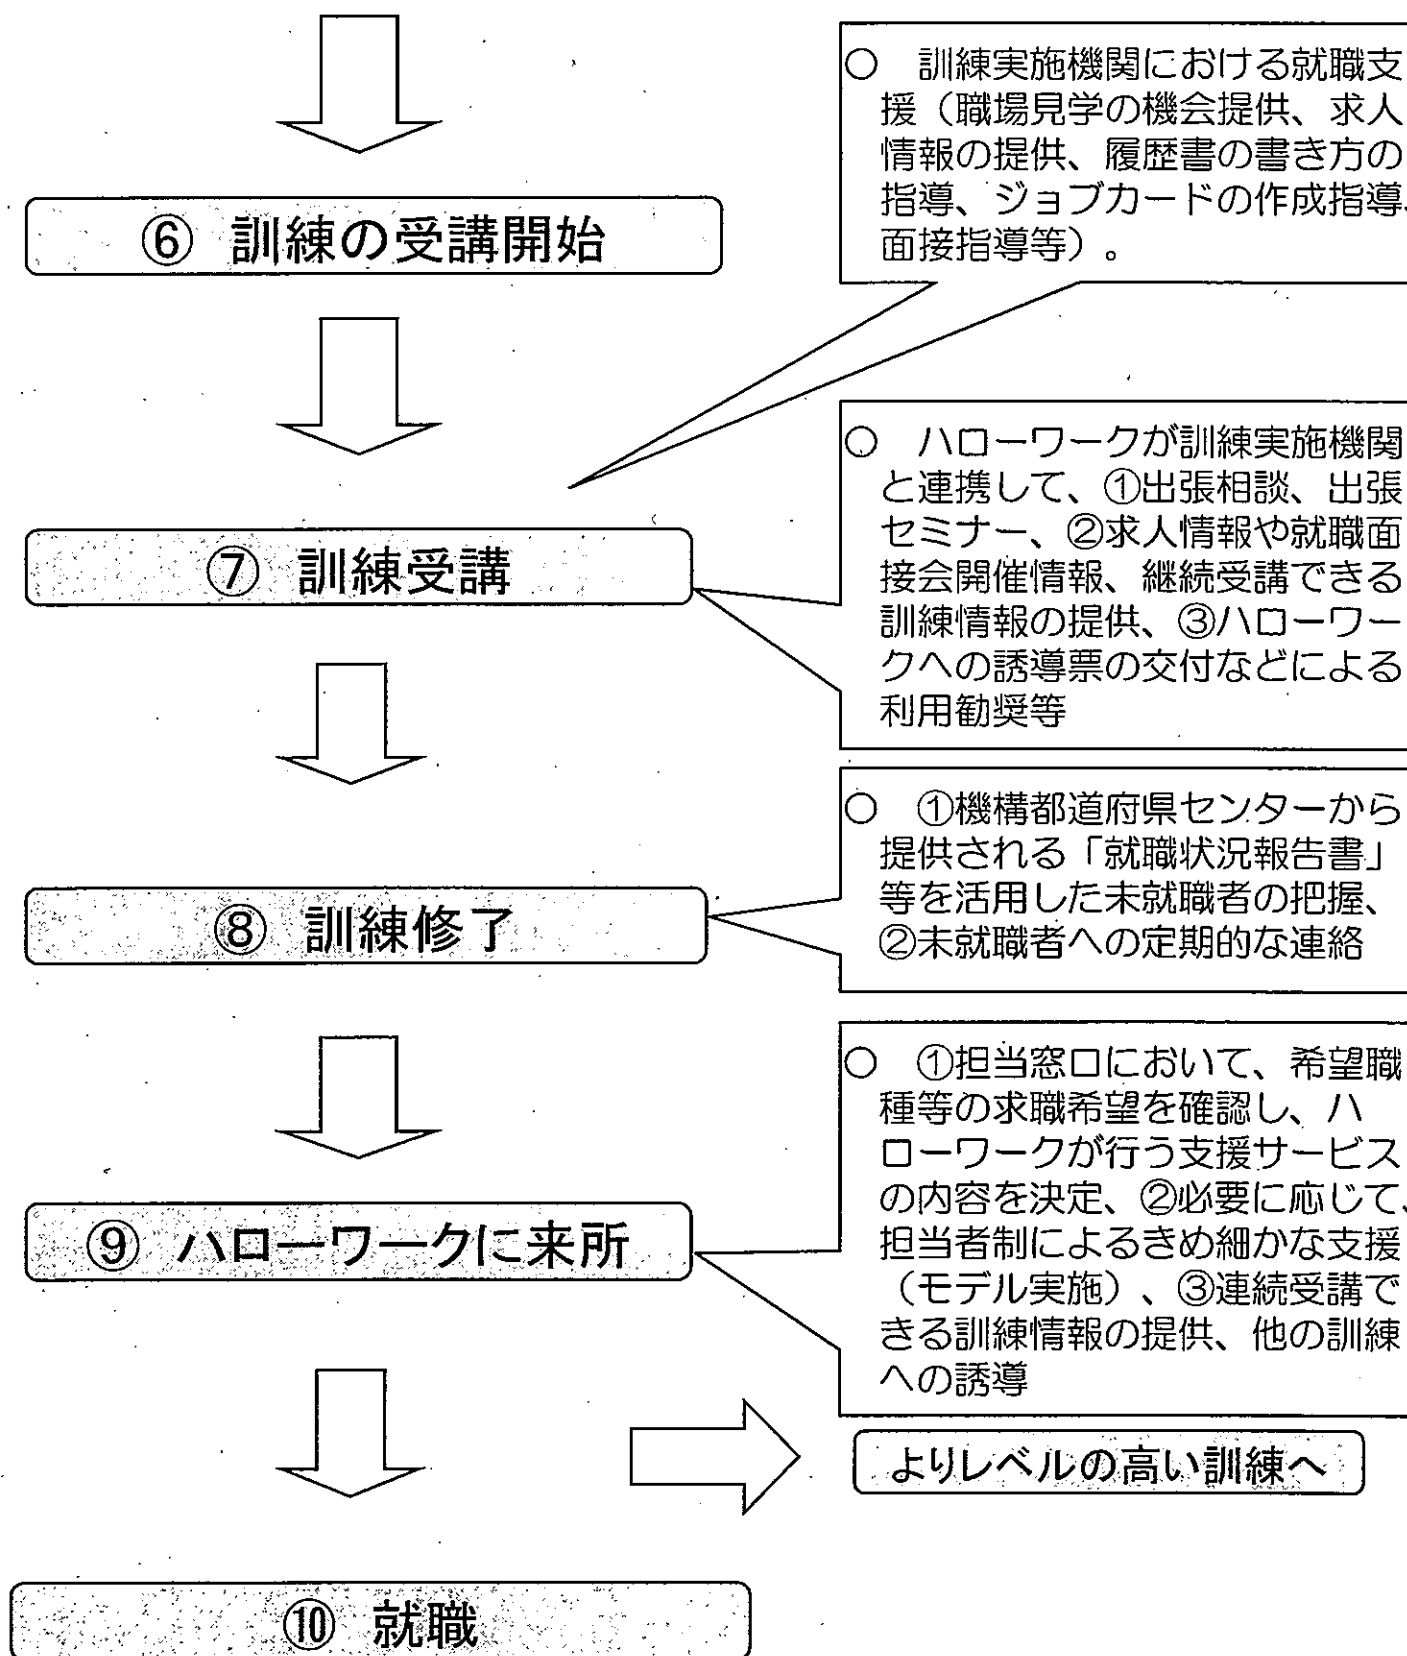 ○　訓練実施機関における就職支
援（職場見学の機会提供、求人
情報の提供、履歴書の書き方の
指導、ジョブカードの作成指導、
面接指導等）。
⑥ 訓練の受講開始
○　ハローワークが訓練実施機関
と連携して、①出張相談、出張
セミナー、②求人情報や就職面
接会開催情報、継続受講できる
訓練情報の提供、③ハローワー
クへの誘導票の交付などによる
利用勧奨等
⑦ 訓練受講
○　①機構都道府県センターから
提供される「就職状況報告書」
等を活用した未就職者の把握、
②未就職者への定期的な連絡
⑧ 訓練修了
○　①担当窓口において、希望職
種等の求職希望を確認し、ハ
ローワークが行う支援サービス
の内容を決定、②必要に応じて、
担当者制によるきめ細かな支援
（モデル実施）、③連続受講で
きる訓練情報の提供、他の訓練
への誘導
⑨ ハローワークに来所
よりレベルの高い訓練へ
⑩ 就職